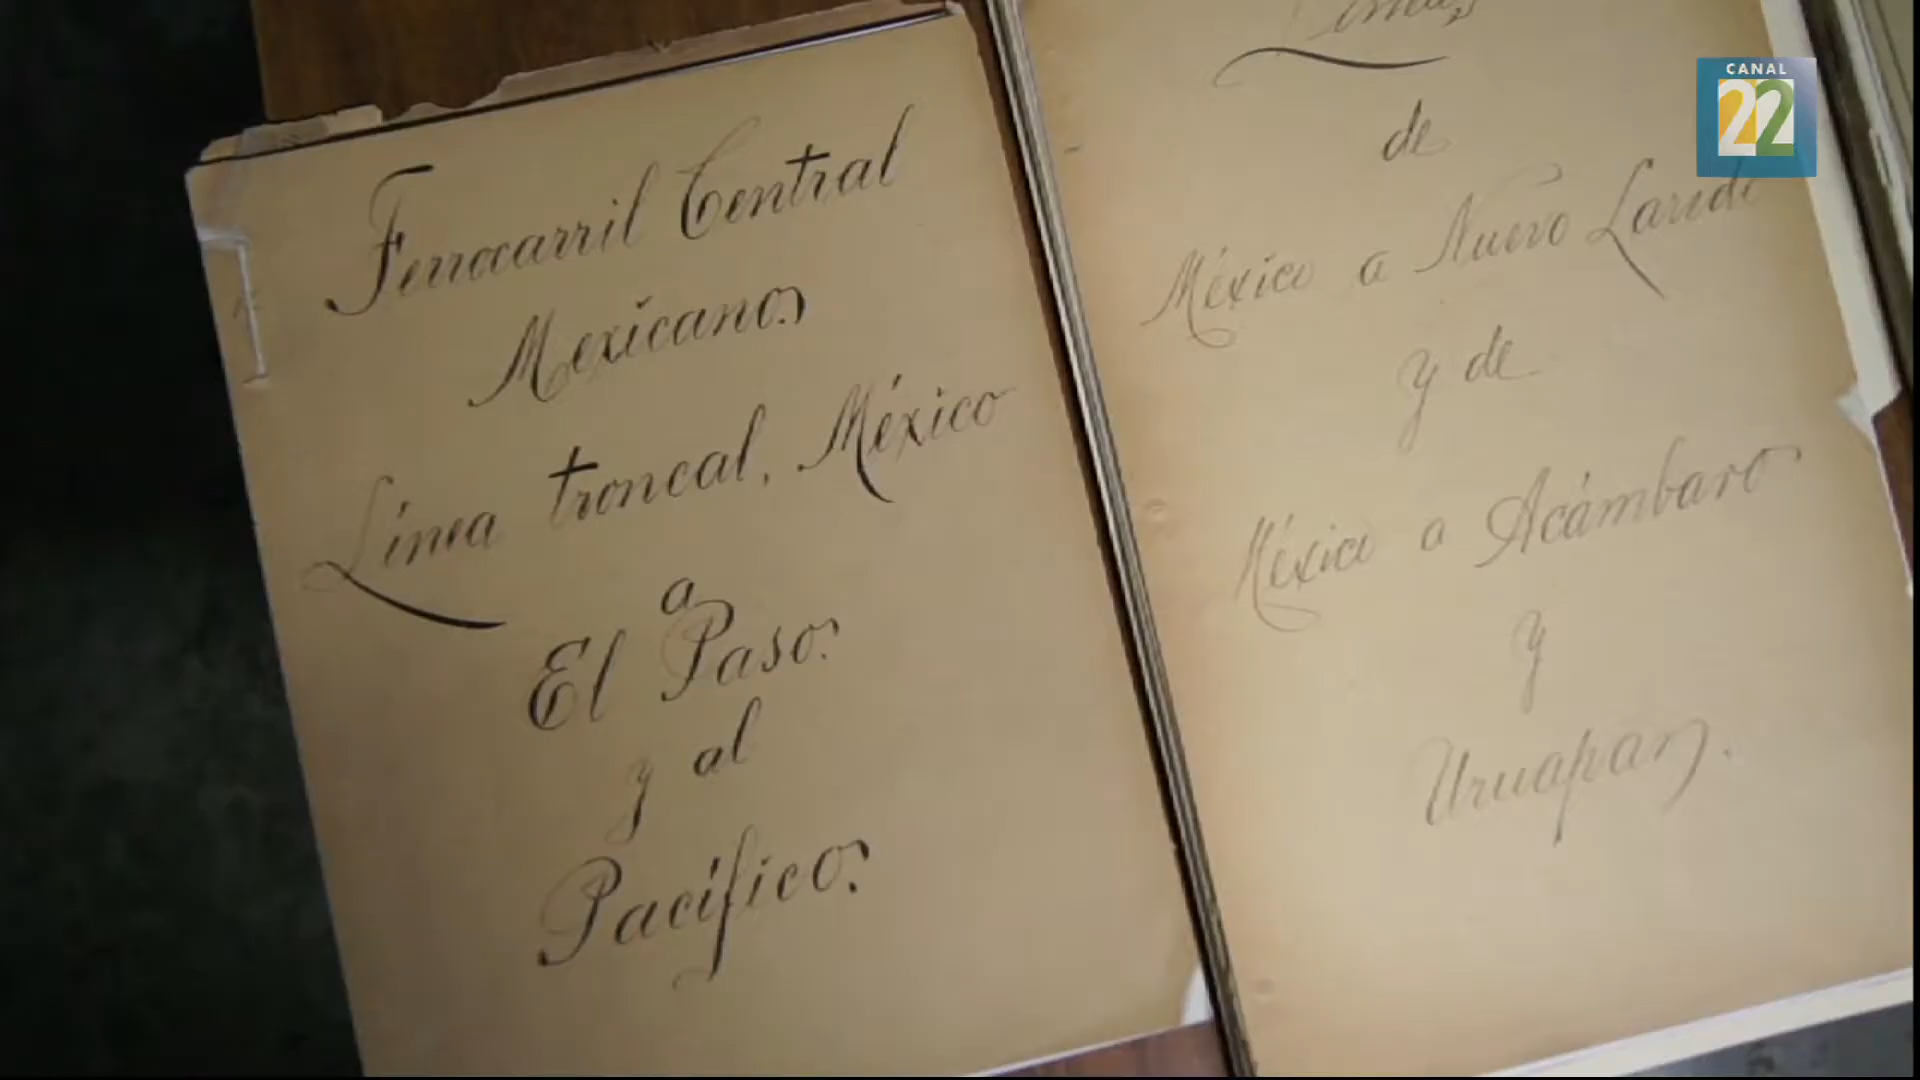 Ferrocarril Central
Mexicano
Línea troncal, México
a
El Paso.
y al
Pacífico.
de
México a Nuevo Laredo
y de
México a Acámbaro
y
Uruapan.
CANAL
22